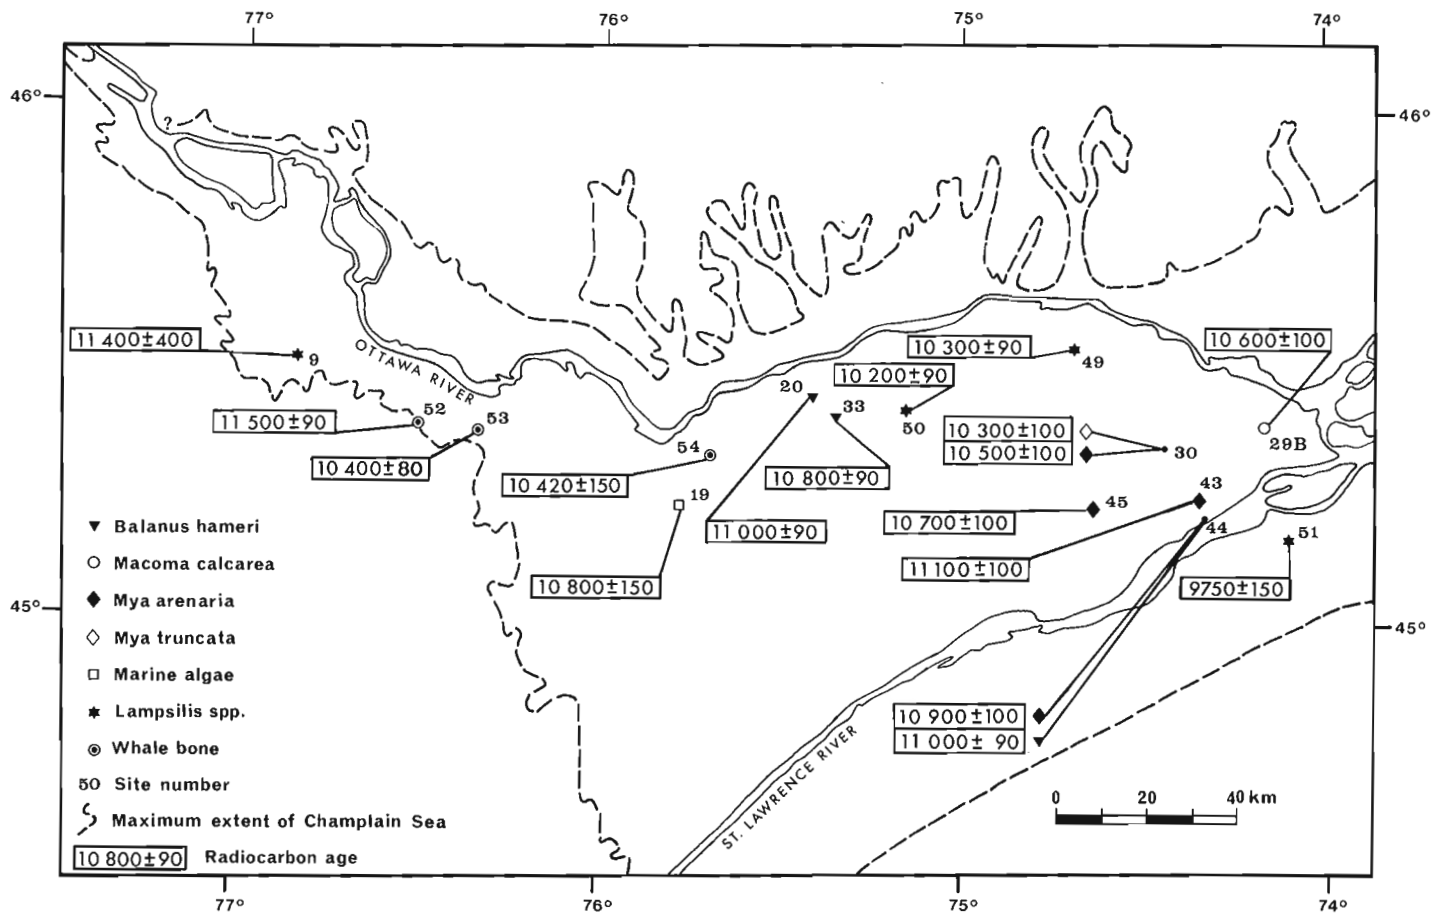 77° 76° 75° 74°
46°
46°
?
11 400±400
9
OTTAWA RIVER
10 300±90
49
10 600±100
10 200±90
20
33
50
52
53
11 500±90
10 400±80
10 300±100
10 500±100
30
29B
54
10 420±150
10 800±90
19
43
45
10 700±100
11 000±90
44
51
11 100±100
10 800±150
9750±150
Balanus hameri
Macoma calcarea
Mya arenaria
45°
45°
Mya truncata
Marine algae
Lampsilis spp.
10 900±100
11 000± 90
Whale bone
ST. LAWRENCE RIVER
50 Site number
0 20 40 km
Maximum extent of Champlain Sea
10 800±90 Radiocarbon age
77° 76° 75° 74°